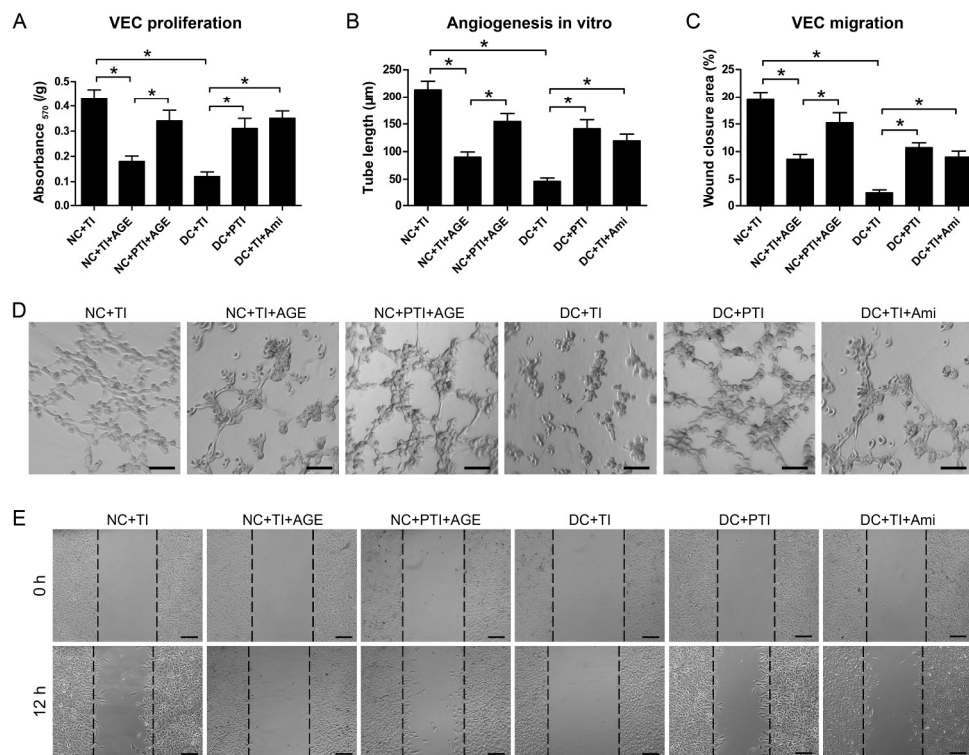 A
VEC proliferation
Absorbance 570 (/g)
0.5
0.4
0.3
0.2
0.1
0.0
*
*
*
*
*
NC+TI
NC+TI+AGE
NC+PTI+AGE
DC+TI
DC+PTI
DC+TI+Ami
B
Angiogenesis in vitro
Tube length (μm)
250
200
150
100
50
0
*
*
*
*
*
NC+TI
NC+TI+AGE
NC+PTI+AGE
DC+TI
DC+PTI
DC+TI+Ami
C
VEC migration
Wound closure area (%)
25
20
15
10
5
0
*
*
*
*
*
NC+TI
NC+TI+AGE
NC+PTI+AGE
DC+TI
DC+PTI
DC+TI+Ami
D
NC+TI
NC+TI+AGE
NC+PTI+AGE
DC+TI
DC+PTI
DC+TI+Ami
E
NC+TI
NC+TI+AGE
NC+PTI+AGE
DC+TI
DC+PTI
DC+TI+Ami
0 h
12 h